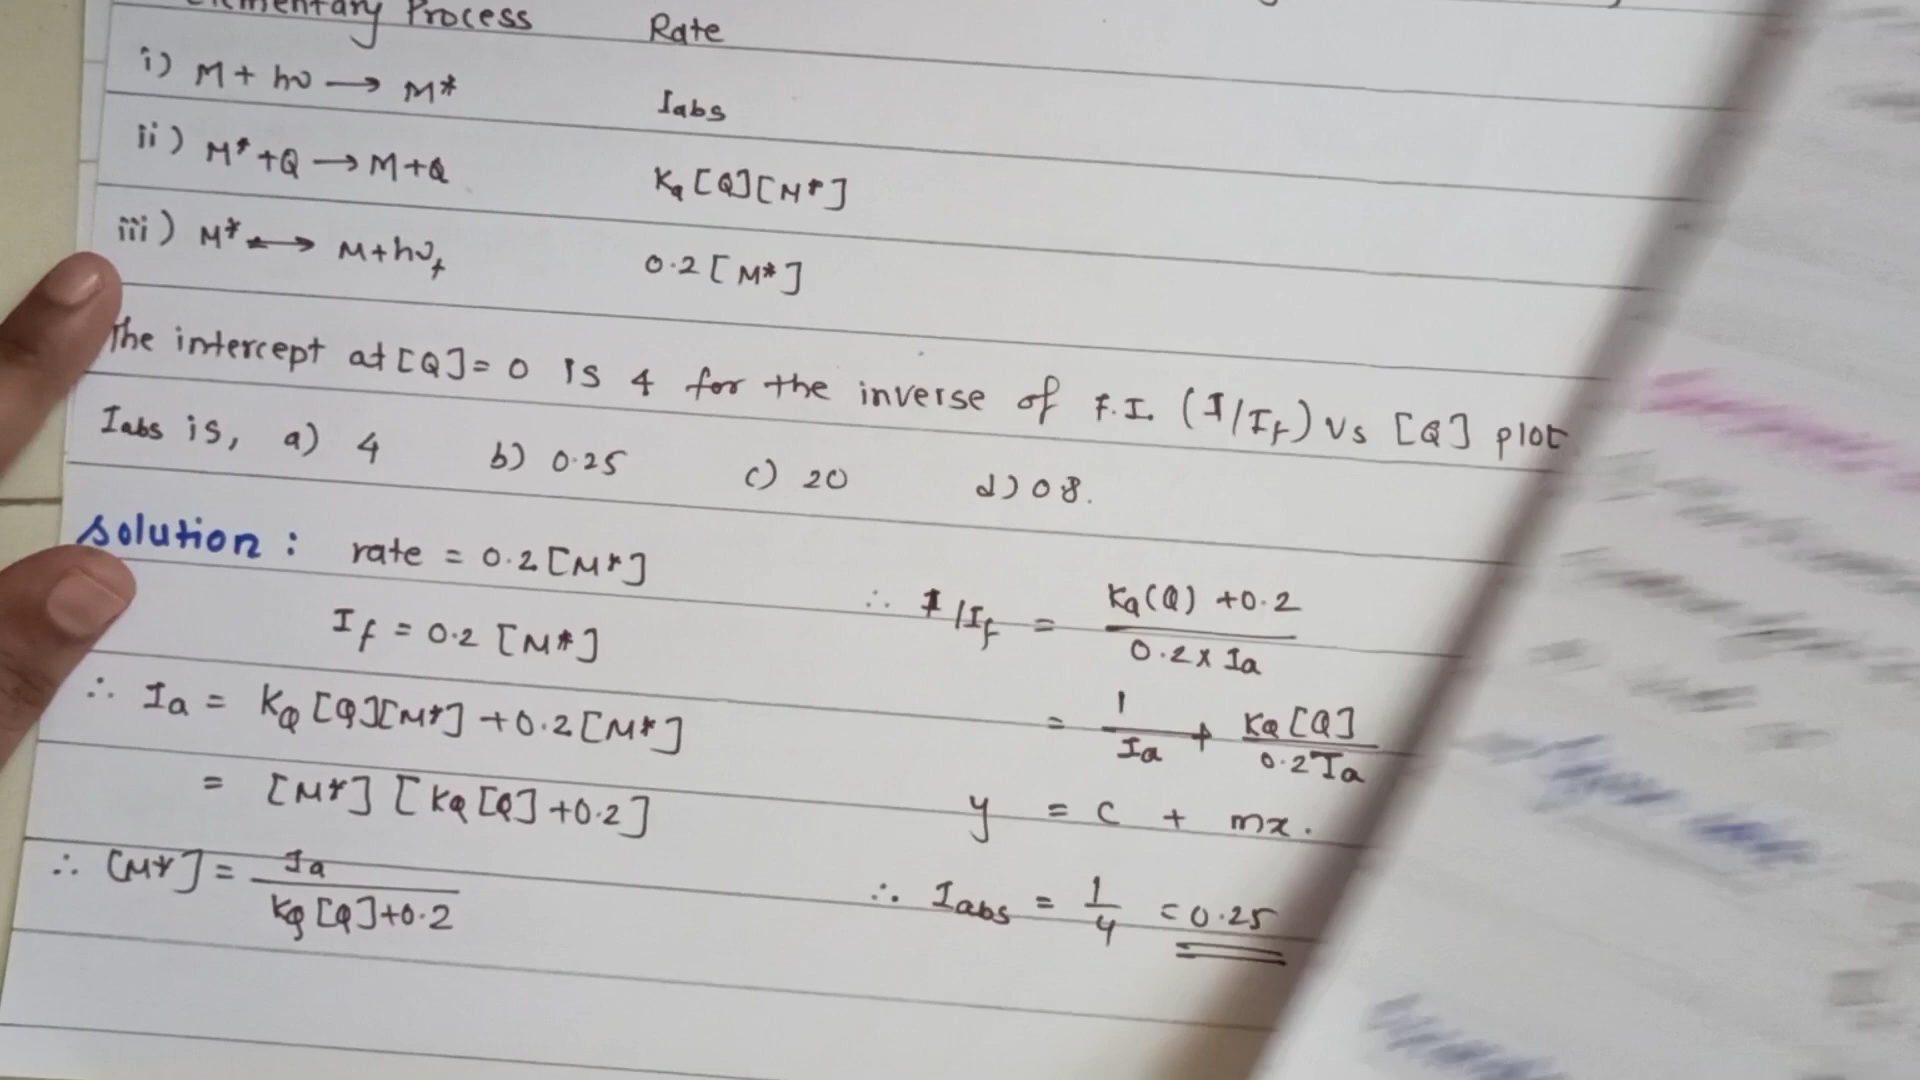 Elementary Process Rate
i) M + hν → M* Iabs
ii) M* + Q → M + Q Kq [Q][M*]
iii) M* → M + hνf 0.2 [M*]
The intercept at [Q] = 0 is 4 for the inverse of F.I. (I/If) Vs [Q] plot
Iabs is, a) 4 b) 0.25 c) 20 d) 08.
Solution : rate = 0.2 [M*]
If = 0.2 [M*]
∴ Ia = KQ [Q][M*] + 0.2 [M*]
= [M*] [KQ [Q] + 0.2]
∴ [M*] = Ia / KQ [Q] + 0.2
∴ 1/If = Kq(Q) + 0.2 / 0.2 x Ia
= 1/Ia + KQ [Q] / 0.2 Ia
y = c + mx.
∴ Iabs = 1/4 = 0.25